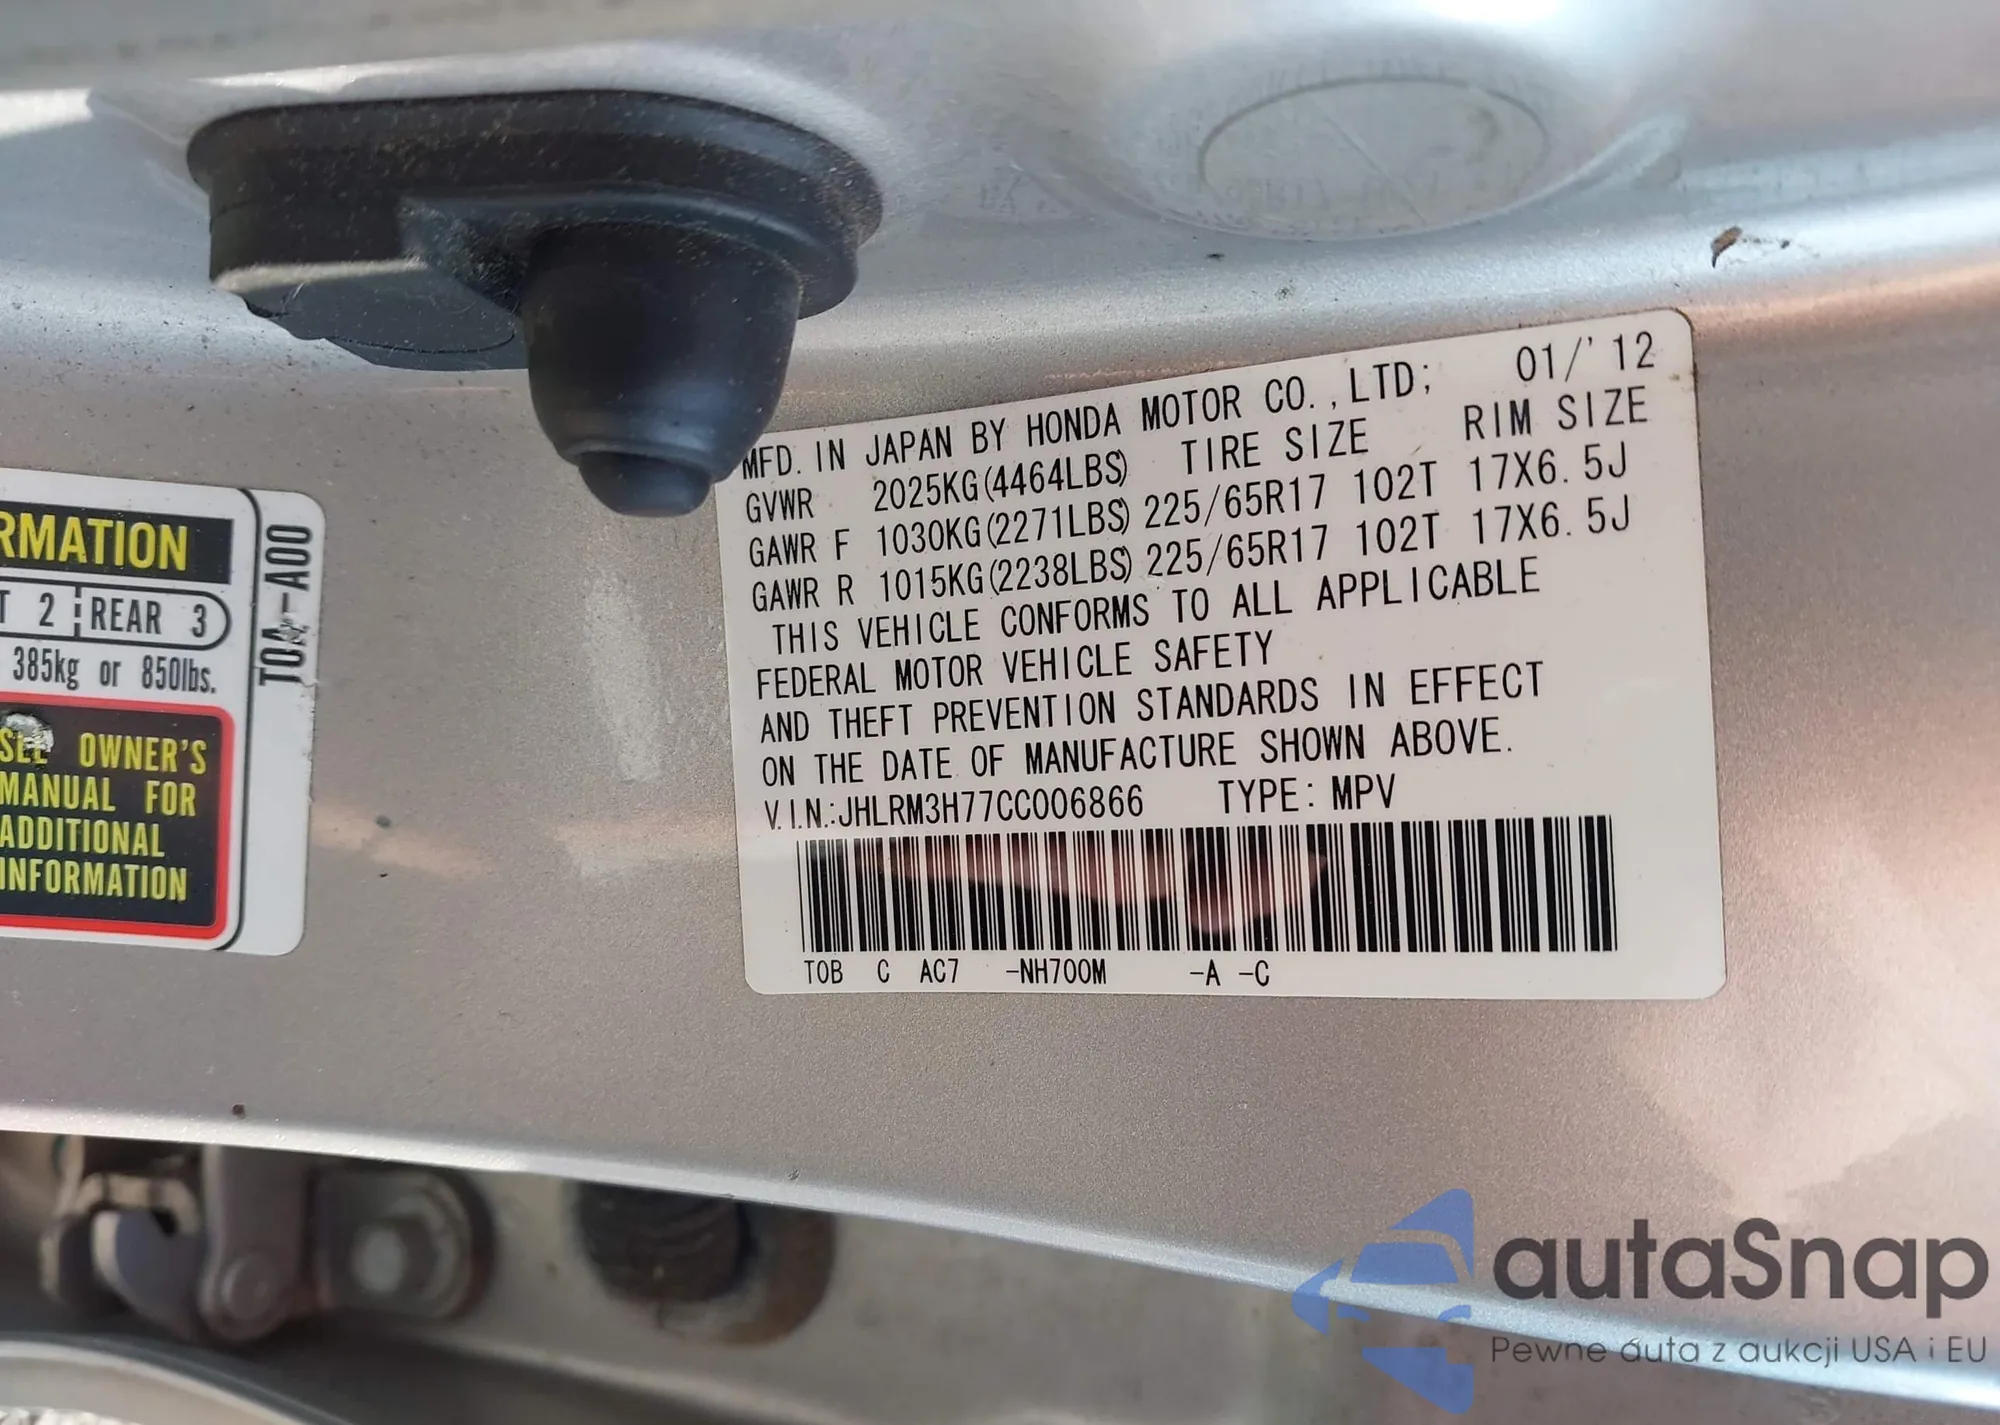 RMATION
T 2 REAR 3
385kg or 850lbs.
OWNER'S
MANUAL FOR
ADDITIONAL
INFORMATION
T0A-A00
MFD. IN JAPAN BY HONDA MOTOR CO.,LTD; 01/'12
GVWR 2025KG(4464LBS) TIRE SIZE RIM SIZE
GAWR F 1030KG(2271LBS) 225/65R17 102T 17X6.5J
GAWR R 1015KG(2238LBS) 225/65R17 102T 17X6.5J
THIS VEHICLE CONFORMS TO ALL APPLICABLE
FEDERAL MOTOR VEHICLE SAFETY
AND THEFT PREVENTION STANDARDS IN EFFECT
ON THE DATE OF MANUFACTURE SHOWN ABOVE.
V.I.N.:JHLRM3H77CC006866 TYPE: MPV
T0B C AC7 -NH700M -A -C
autaSnap
Pewne auta z aukcji USA i EU